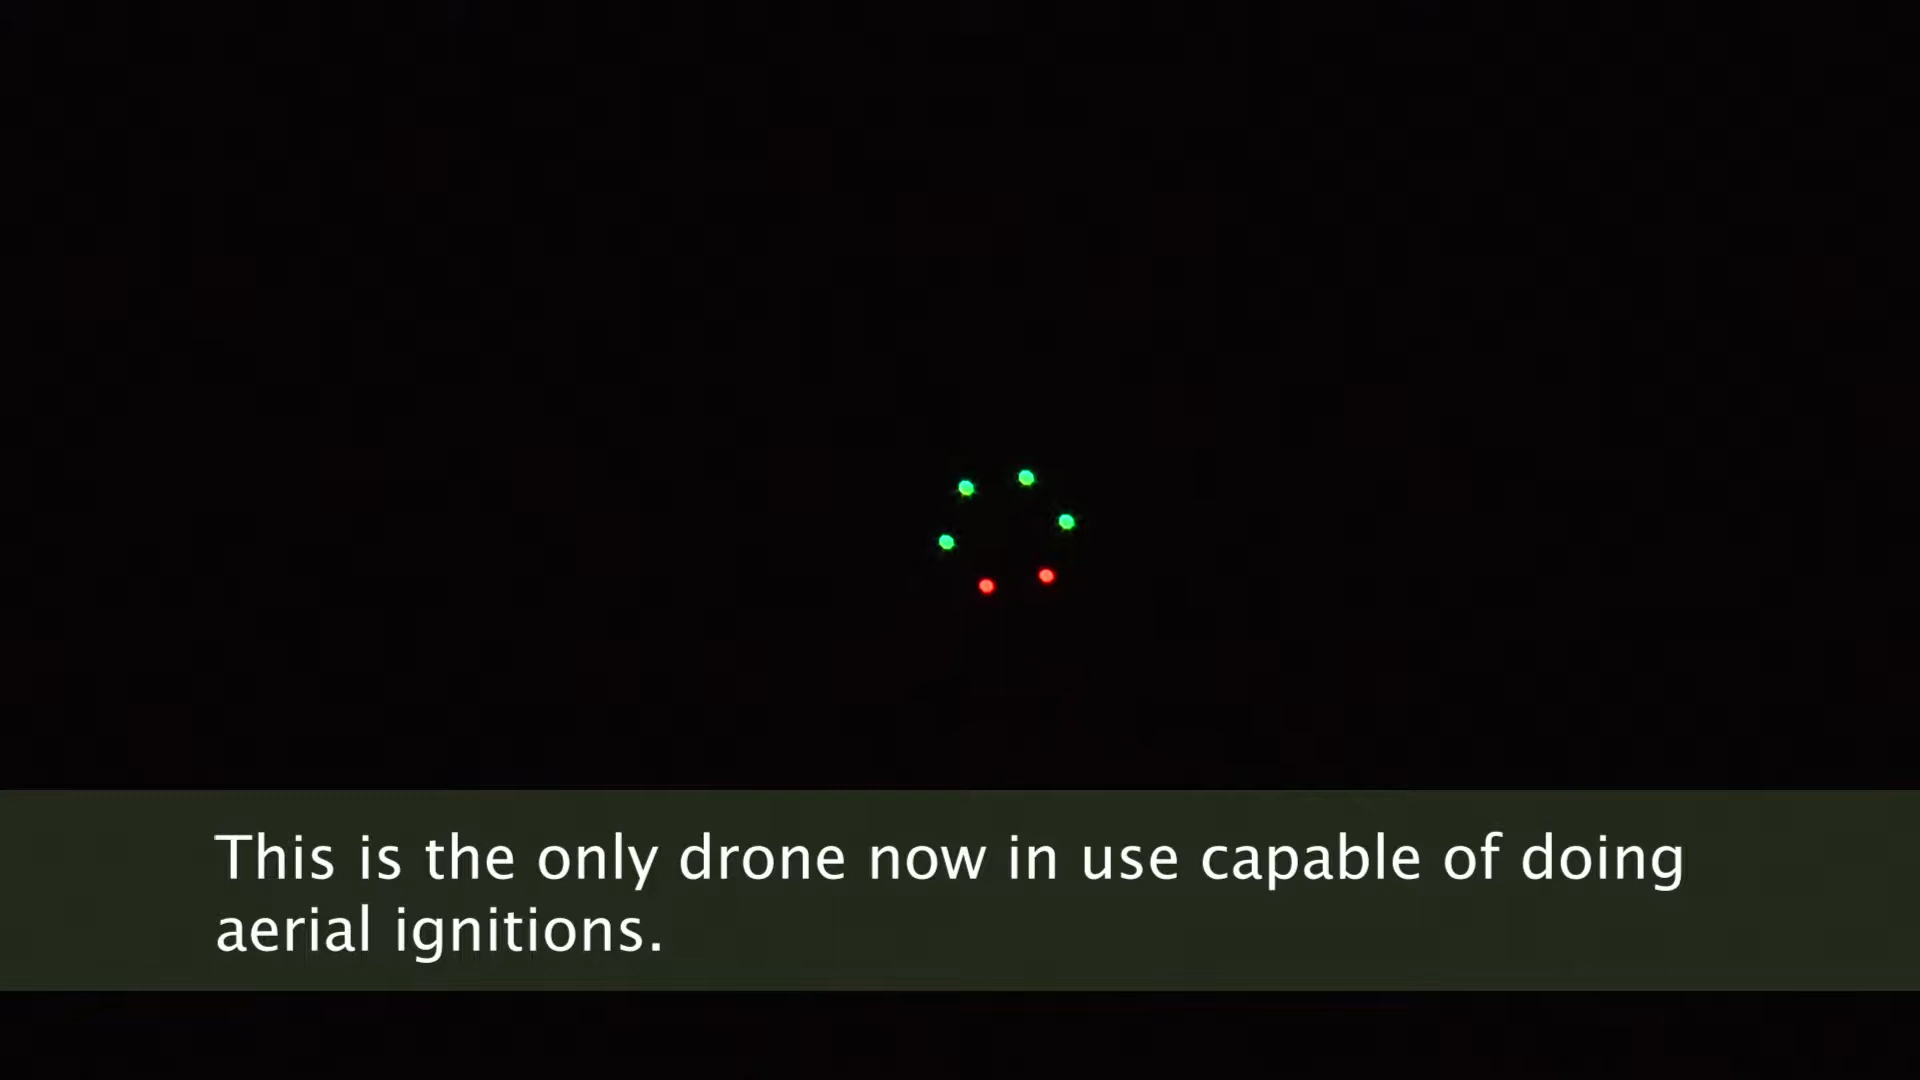 This is the only drone now in use capable of doing
aerial ignitions.